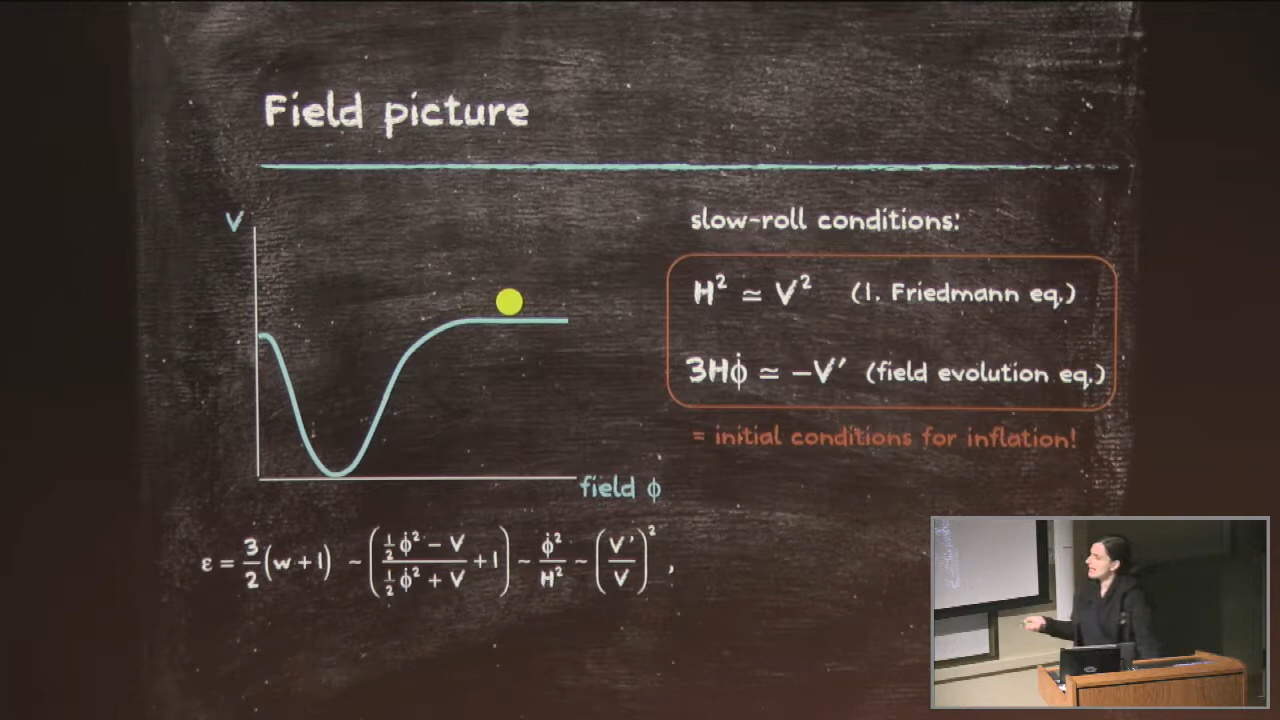 Field picture
V
field ϕ
slow-roll conditions:
H² ≃ V² (1. Friedmann eq.)
3Hϕ̇ ≃ −V′ (field evolution eq.)
= initial conditions for inflation!
ε = 3/2 (w + 1) ~ ( (½ϕ̇² − V)/(½ϕ̇² + V) + 1 ) ~ ϕ̇²/H² ~ (V′/V)² ,